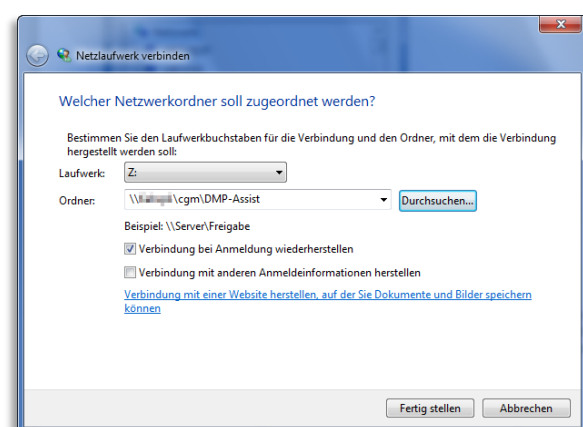 Netzlaufwerk verbinden
Welcher Netzwerkordner soll zugeordnet werden?
Bestimmen Sie den Laufwerkbuchstaben für die Verbindung und den Ordner, mit dem die Verbindung
hergestellt werden soll:
Laufwerk: Z:
Ordner: \\ \cgm\DMP-Assist Durchsuchen...
Beispiel: \\Server\Freigabe
Verbindung bei Anmeldung wiederherstellen
Verbindung mit anderen Anmeldeinformationen herstellen
Verbindung mit einer Website herstellen, auf der Sie Dokumente und Bilder speichern
können
Fertig stellen Abbrechen